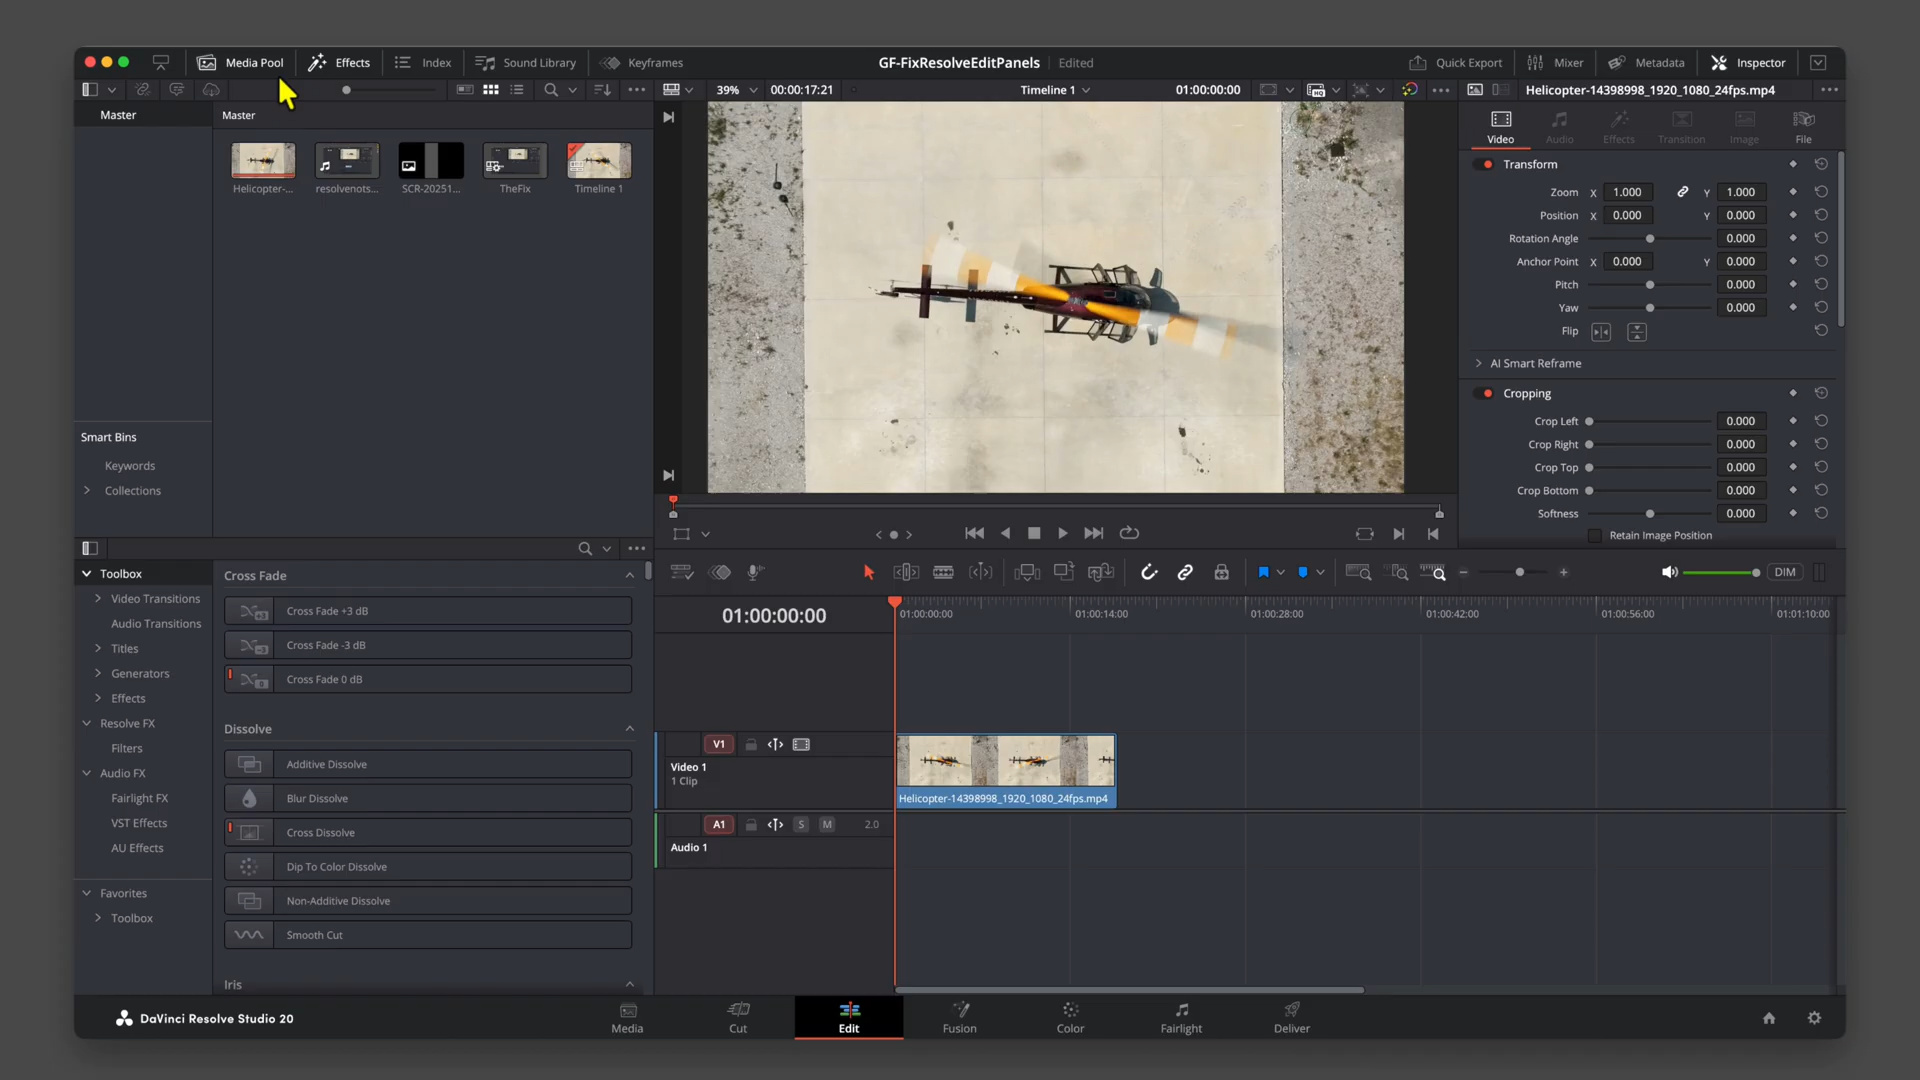 Media Pool
Effects
Index
Sound Library
Keyframes
GF-FixResolveEditPanels
Edited
Quick Export
Mixer
Metadata
Inspector
39%
00:00:17:21
Timeline 1
01:00:00:00
Helicopter-14398998_1920_1080_24fps.mp4
Master
Master
Helicopter-...
resolvenots...
SCR-20251...
TheFix
Timeline 1
Smart Bins
Keywords
Collections
Video
Audio
Effects
Transition
Image
File
Transform
Zoom X 1.000 Y 1.000
Position X 0.000 Y 0.000
Rotation Angle 0.000
Anchor Point X 0.000 Y 0.000
Pitch 0.000
Yaw 0.000
Flip
AI Smart Reframe
Cropping
Crop Left 0.000
Crop Right 0.000
Crop Top 0.000
Crop Bottom 0.000
Softness 0.000
Retain Image Position
Toolbox
Video Transitions
Audio Transitions
Titles
Generators
Effects
Resolve FX
Filters
Audio FX
Fairlight FX
VST Effects
AU Effects
Favorites
Toolbox
Cross Fade
Cross Fade +3 dB
Cross Fade -3 dB
Cross Fade 0 dB
Dissolve
Additive Dissolve
Blur Dissolve
Cross Dissolve
Dip To Color Dissolve
Non-Additive Dissolve
Smooth Cut
Iris
DIM
01:00:00:00
01:00:00:00
01:00:14:00
01:00:28:00
01:00:42:00
01:00:56:00
01:01:10:00
V1
Video 1
1 Clip
Helicopter-14398998_1920_1080_24fps.mp4
A1 S M 2.0
Audio 1
DaVinci Resolve Studio 20
Media
Cut
Edit
Fusion
Color
Fairlight
Deliver